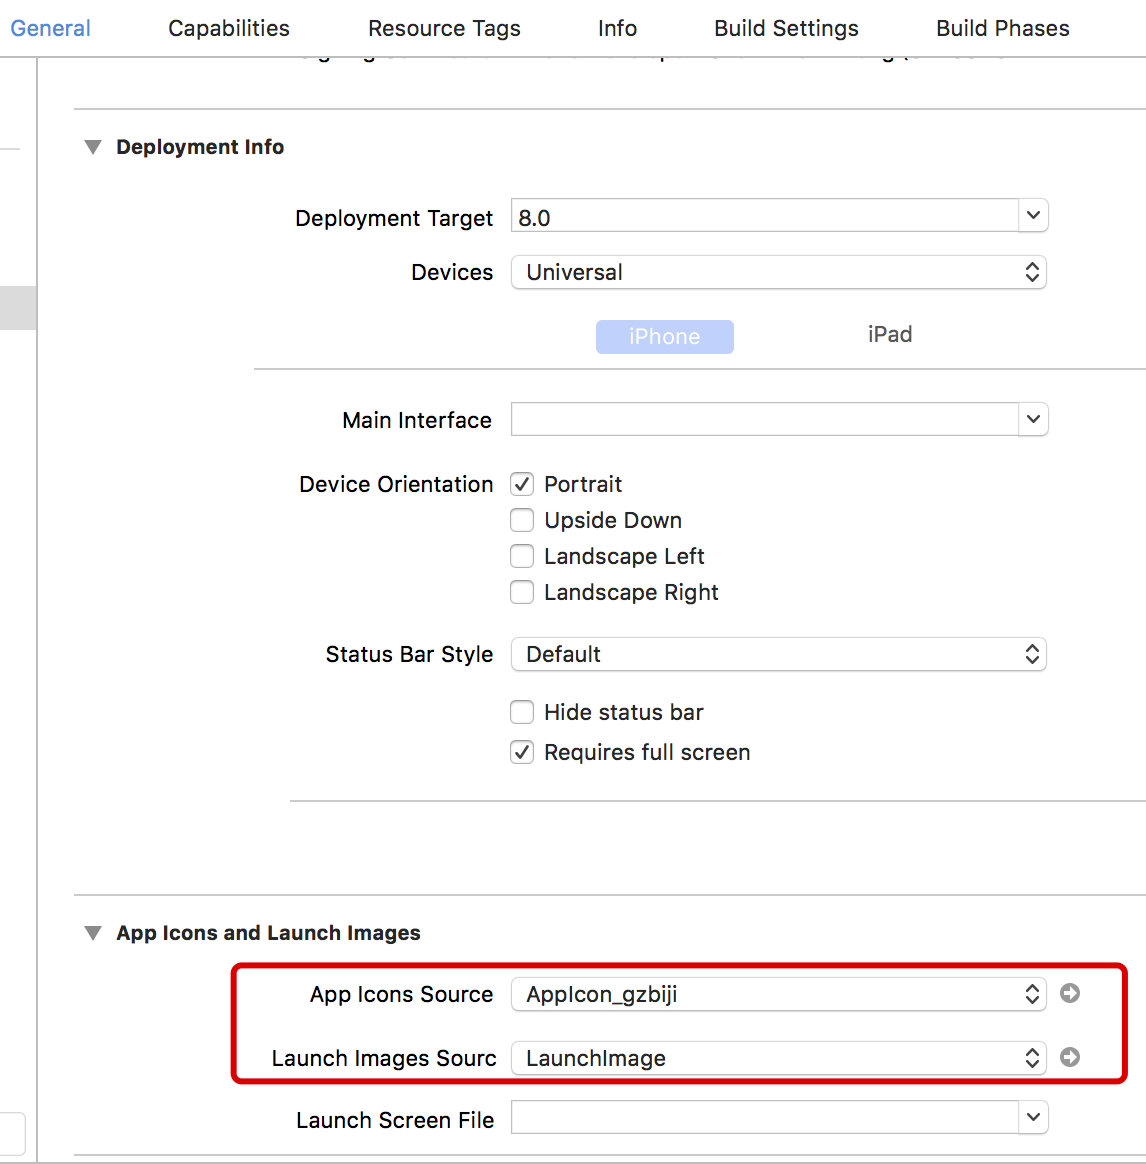 General Capabilities Resource Tags Info Build Settings Build Phases
Deployment Info
Deployment Target 8.0
Devices Universal
iPhone iPad
Main Interface
Device Orientation Portrait
Upside Down
Landscape Left
Landscape Right
Status Bar Style Default
Hide status bar
Requires full screen
App Icons and Launch Images
App Icons Source AppIcon_gzbiji
Launch Images Sourc LaunchImage
Launch Screen File